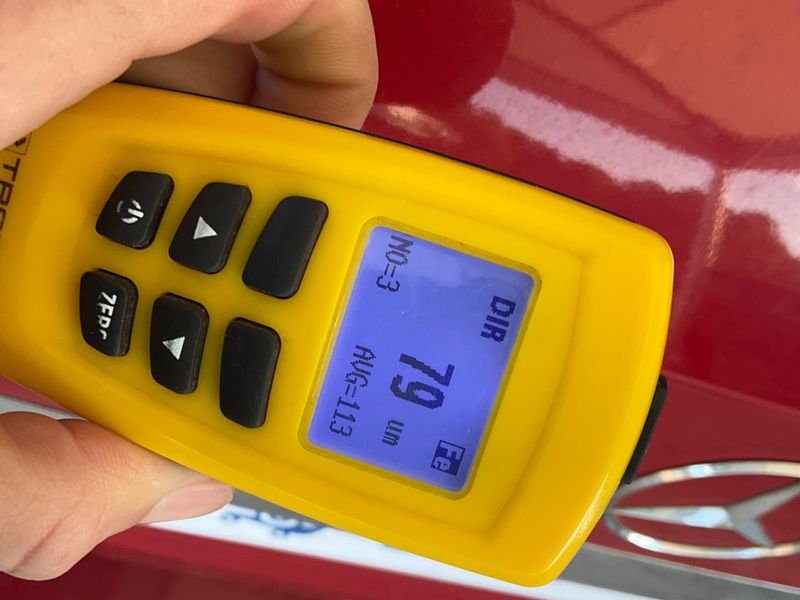 DIR Fe
79 um
NO=3 AVG=113
ZERO